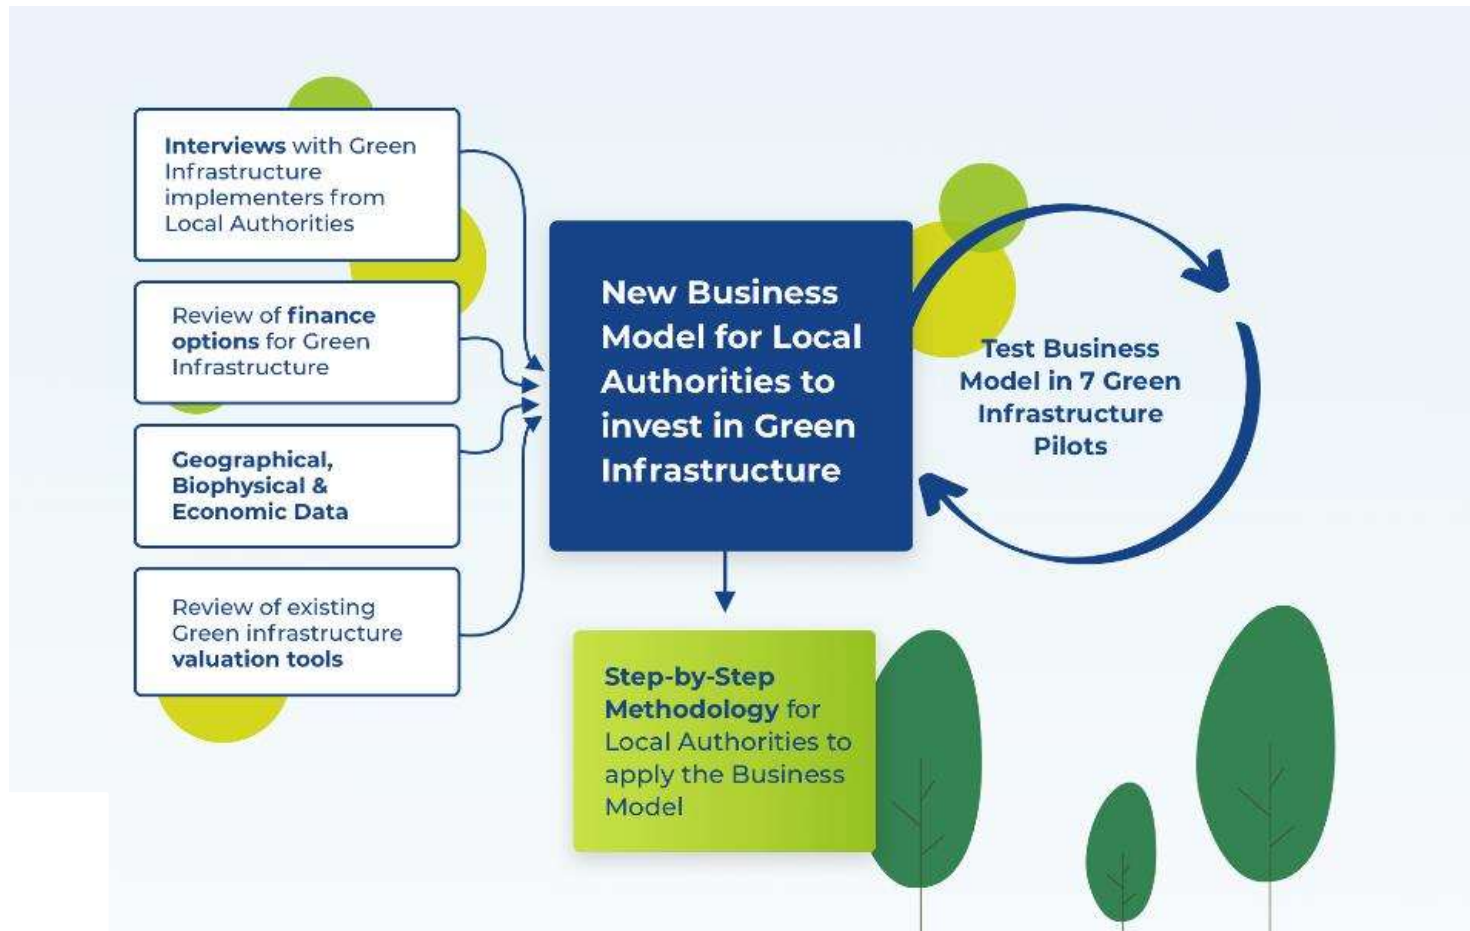 Interviews with Green
Infrastructure
implementers from
Local Authorities
Review of finance
options for Green
Infrastructure
Geographical,
Biophysical &
Economic Data
Review of existing
Green infrastructure
valuation tools
New Business
Model for Local
Authorities to
invest in Green
Infrastructure
Test Business
Model in 7 Green
Infrastructure
Pilots
Step-by-Step
Methodology for
Local Authorities to
apply the Business
Model